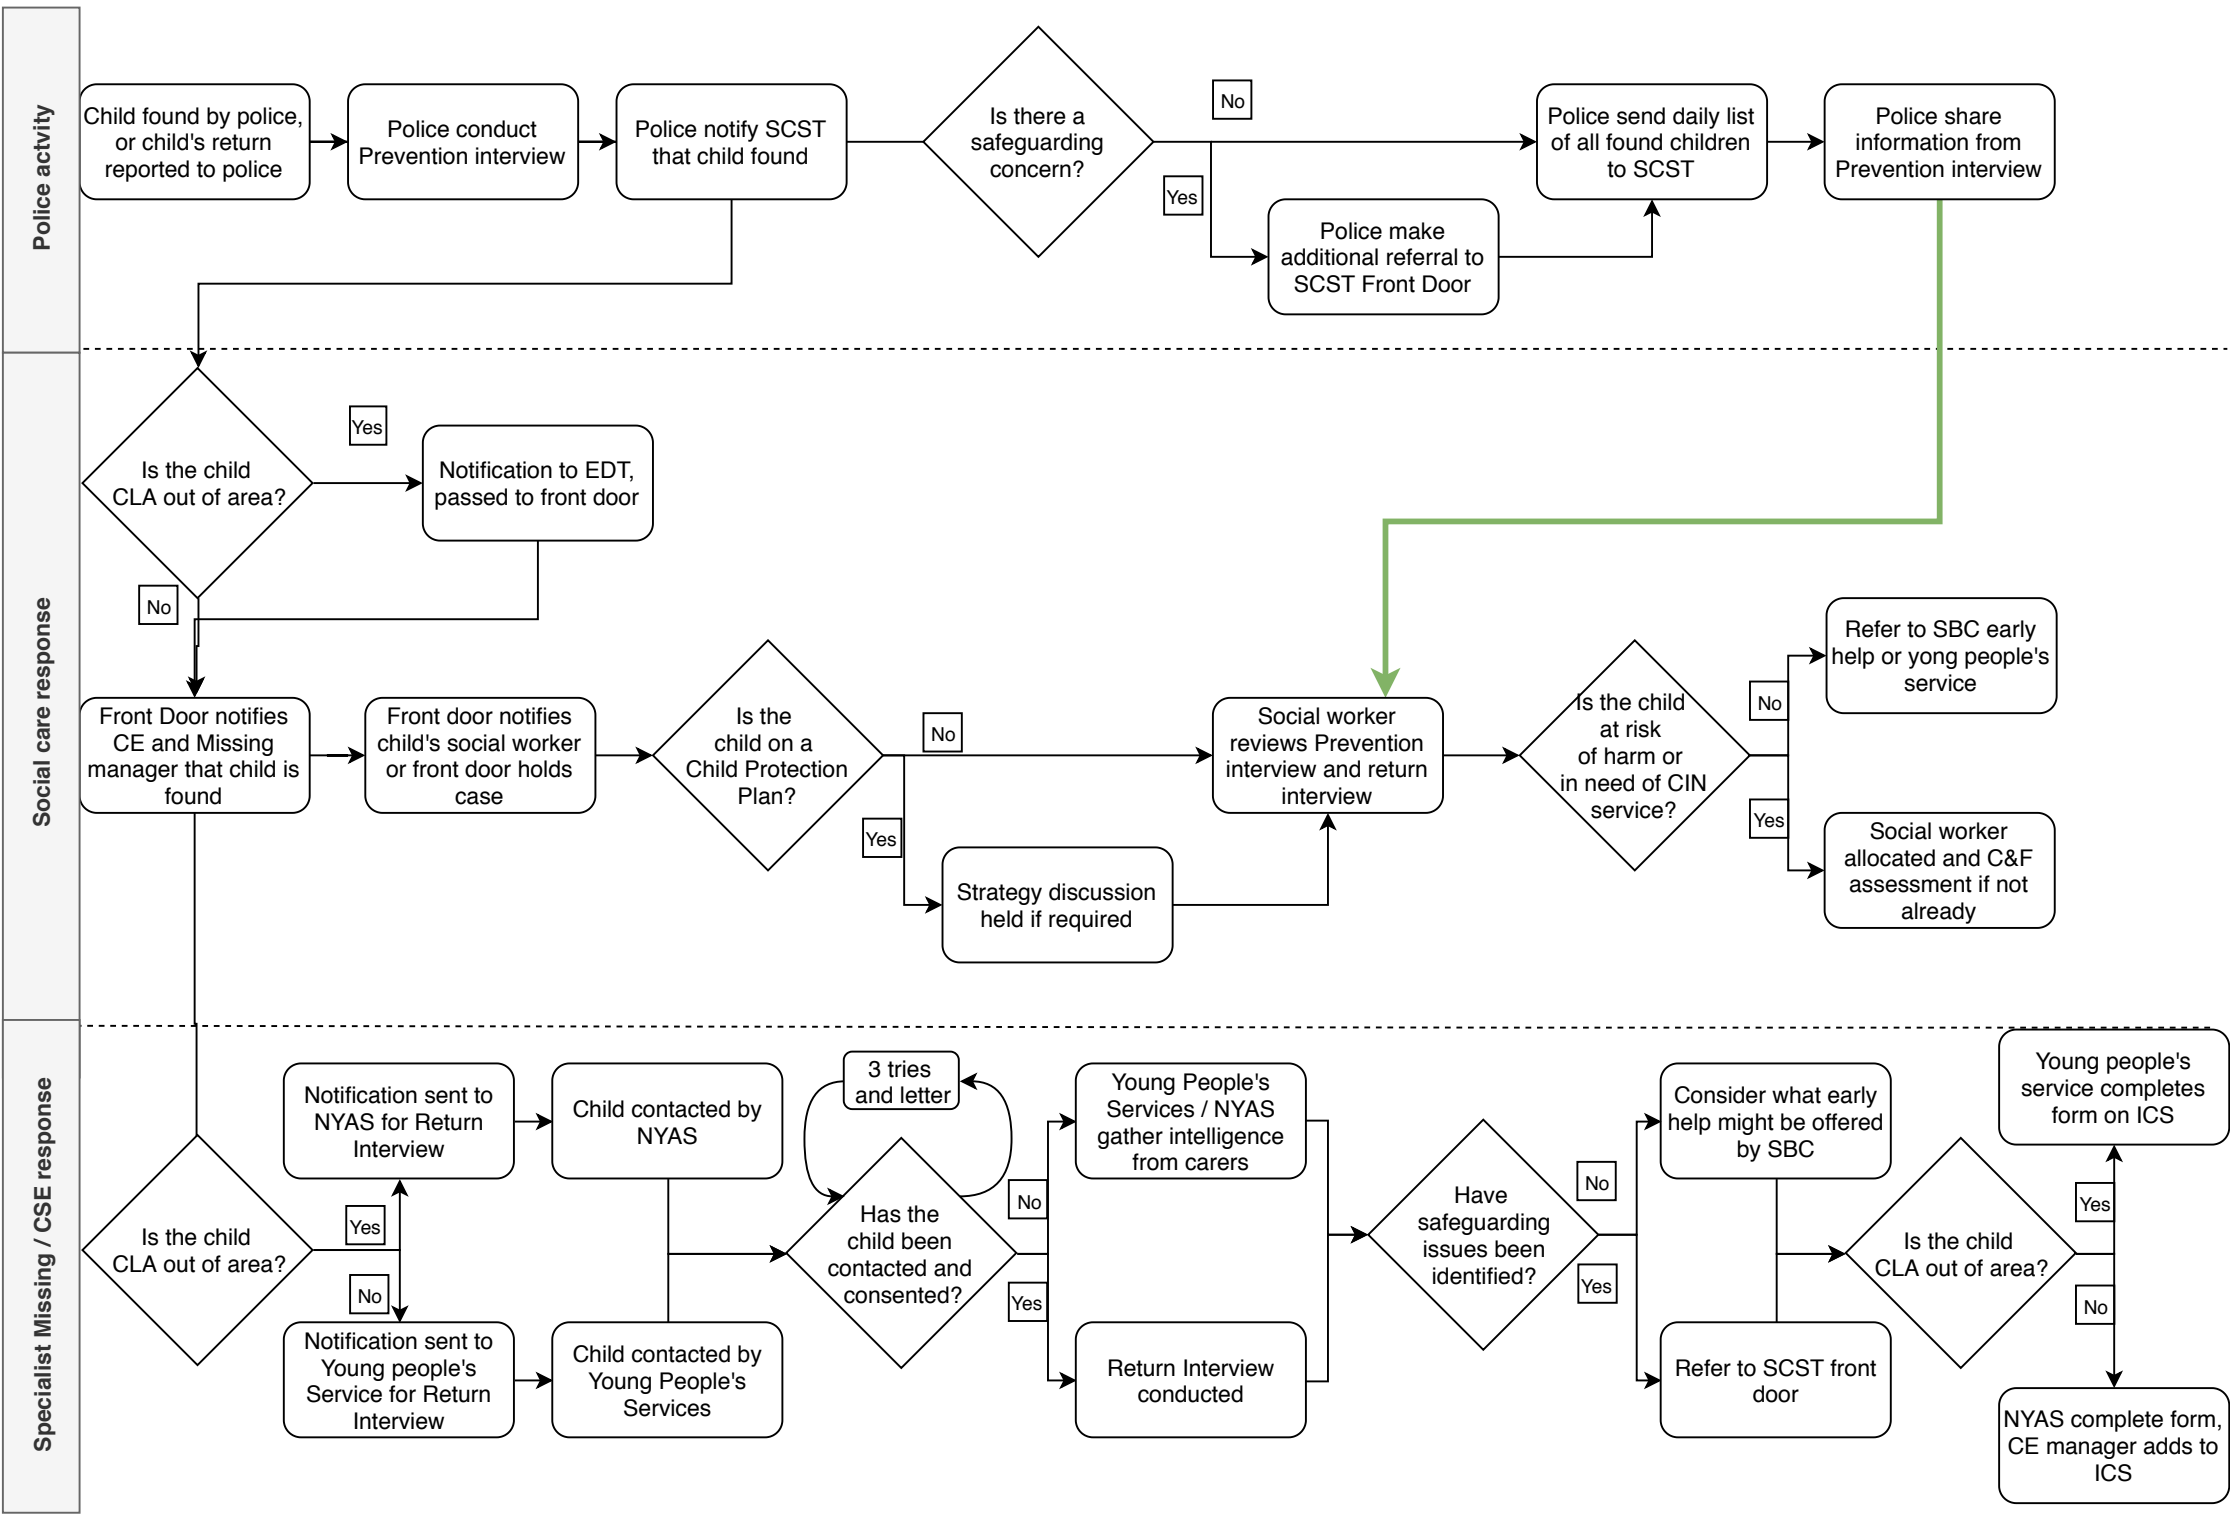 Police actvity
Child found by police,
or child's return
reported to police
Police conduct
Prevention interview
Police notify SCST
that child found
Is there a
safeguarding
concern?
No
Yes
Police make
additional referral to
SCST Front Door
Police send daily list
of all found children
to SCST
Police share
information from
Prevention interview
Social care response
Is the child
CLA out of area?
Yes
Notification to EDT,
passed to front door
No
Front Door notifies
CE and Missing
manager that child is
found
Front door notifies
child's social worker
or front door holds
case
Is the
child on a
Child Protection
Plan?
No
Yes
Strategy discussion
held if required
Social worker
reviews Prevention
interview and return
interview
Is the child
at risk
of harm or
in need of CIN
service?
No
Refer to SBC early
help or yong people's
service
Yes
Social worker
allocated and C&F
assessment if not
already
Specialist Missing / CSE response
Is the child
CLA out of area?
Yes
Notification sent to
NYAS for Return
Interview
No
Notification sent to
Young people's
Service for Return
Interview
Child contacted by
NYAS
Child contacted by
Young People's
Services
3 tries
and letter
Has the
child been
contacted and
consented?
No
Young People's
Services / NYAS
gather intelligence
from carers
Yes
Return Interview
conducted
Have
safeguarding
issues been
identified?
No
Consider what early
help might be offered
by SBC
Yes
Refer to SCST front
door
Is the child
CLA out of area?
Yes
Young people's
service completes
form on ICS
No
NYAS complete form,
CE manager adds to
ICS